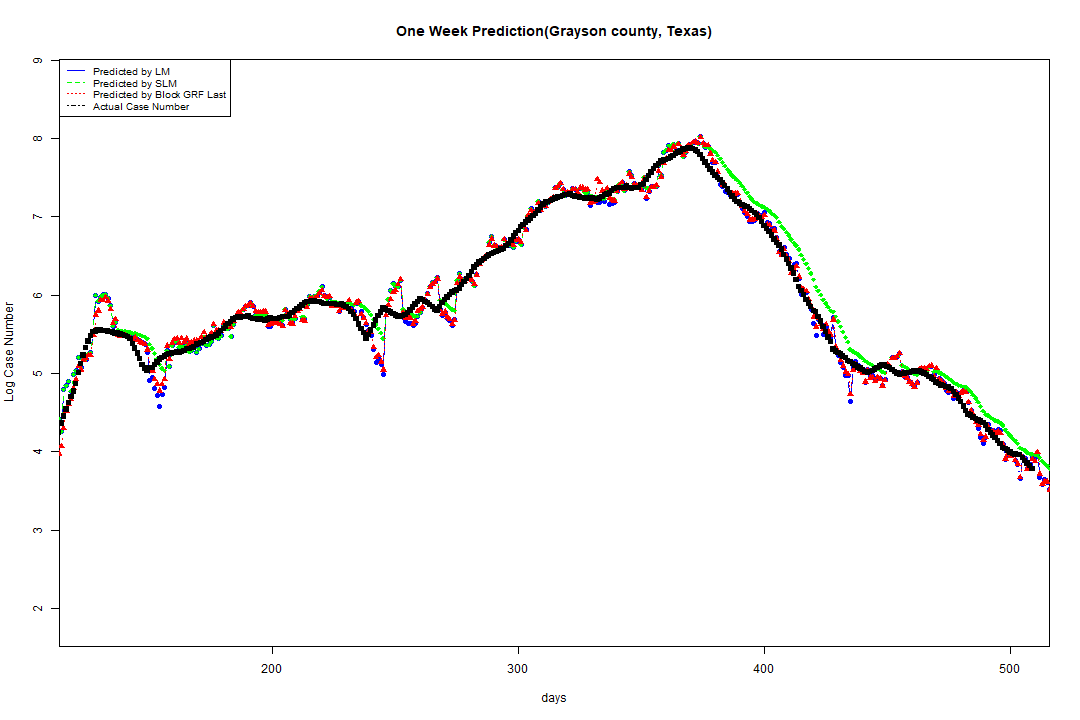 One Week Prediction(Grayson county, Texas)
Predicted by LM
Predicted by SLM
Predicted by Block GRF Last
Actual Case Number
9
8
7
6
5
4
3
2
Log Case Number
200
300
400
500
days